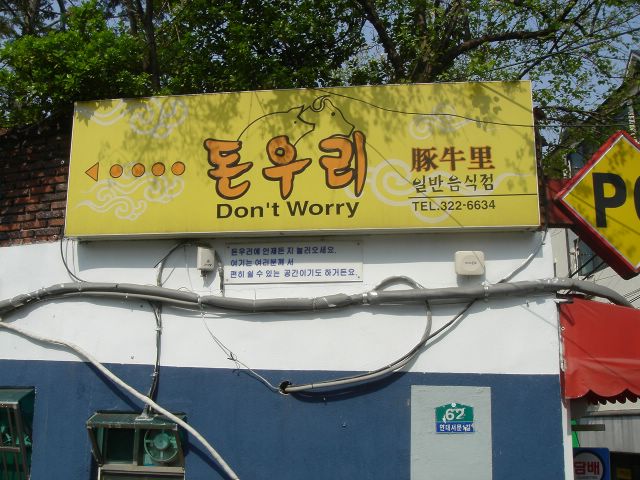 돈우리
Don't Worry
豚牛里
일반음식점
TEL.322-6634
돈우리에 언제든지 놀러오세요.
여기는 여러분께서
편히 쉴 수 있는 공간이기도 하거든요.
67
담배